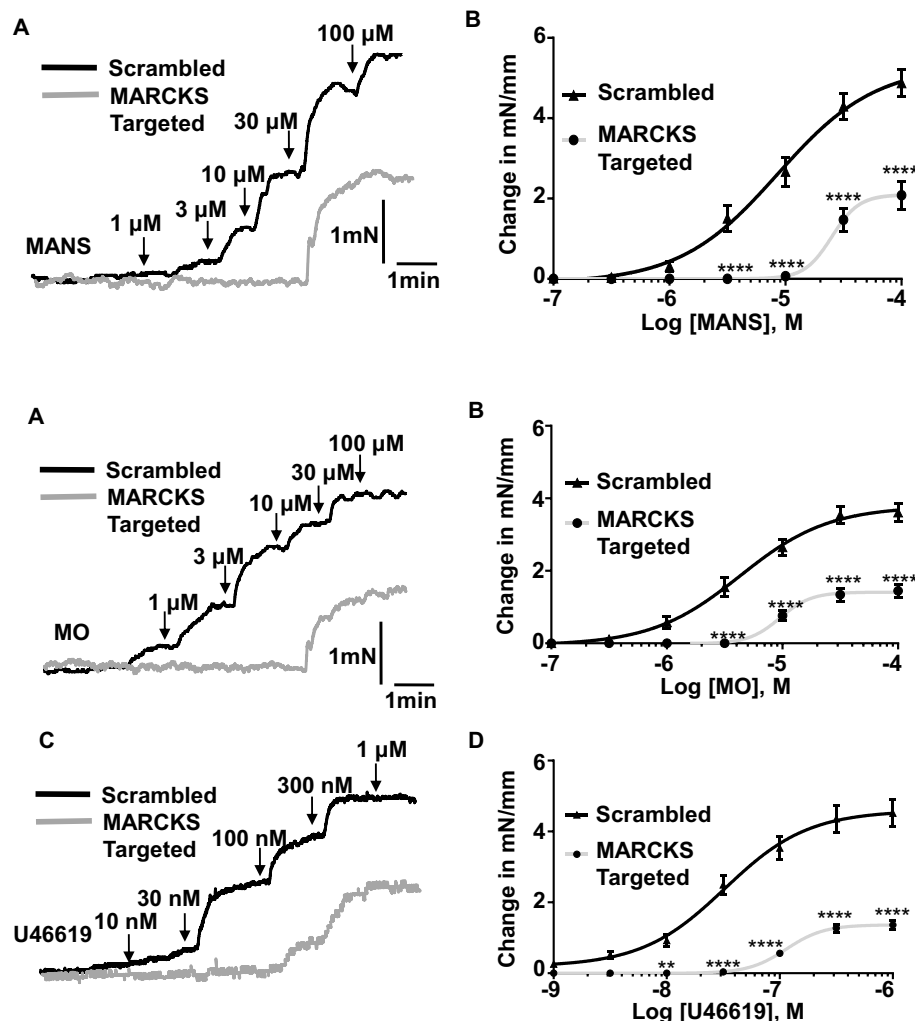 A
Scrambled
MARCKS
Targeted
1 µM
3 µM
10 µM
30 µM
100 µM
MANS
1mN
1min
B
Change in mN/mm
6
4
2
0
Scrambled
MARCKS
Targeted
**** **** **** ****
-7 -6 -5 -4
Log [MANS], M
A
Scrambled
MARCKS
Targeted
1 µM
3 µM
10 µM
30 µM
100 µM
MO
1mN
1min
B
Change in mN/mm
6
4
2
0
Scrambled
MARCKS
Targeted
**** **** **** ****
-7 -6 -5 -4
Log [MO], M
C
Scrambled
MARCKS
Targeted
10 nM
30 nM
100 nM
300 nM
1 µM
U46619
D
Change in mN/mm
6
4
2
0
Scrambled
MARCKS
Targeted
** **** **** **** ****
-9 -8 -7 -6
Log [U46619], M